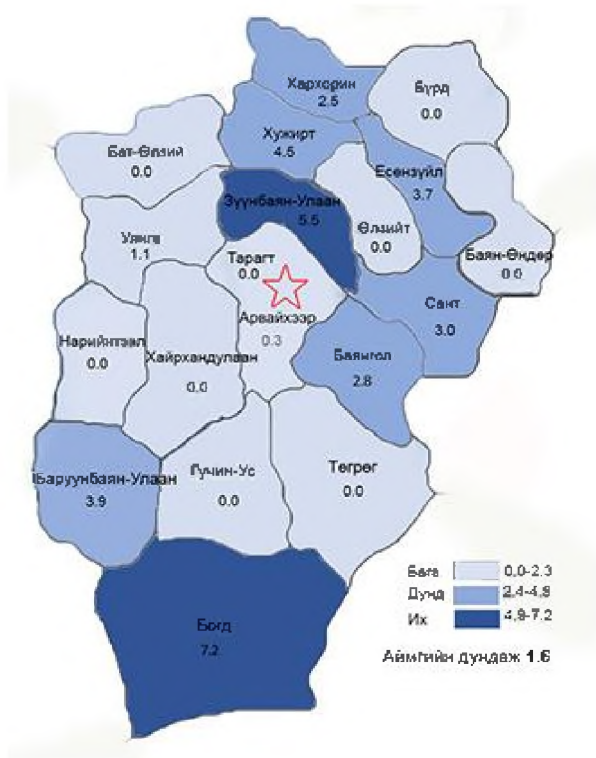 Хархорин
2.5
Бүрд
0.0
Хужирт
4.5
Бат-Өлзий
0.0
Есөнзүйл
3.7
Зүүнбаян-Улаан
5.5
Өлзийт
0.0
Уянга
1.1
Баян-Өндөр
0.0
Тарагт
0.0
Сант
3.0
Арвайхээр
0.3
Нарийнтээл
0.0
Хайрхандулаан
0.0
Баянгол
2.8
Баруунбаян-Улаан
3.9
Гучин-Ус
0.0
Төгрөг
0.0
Богд
7.2
Бага 0.0-2.3
Дунд 2.4-4.8
Их 4.9-7.2
Аймгийн дундаж 1.6